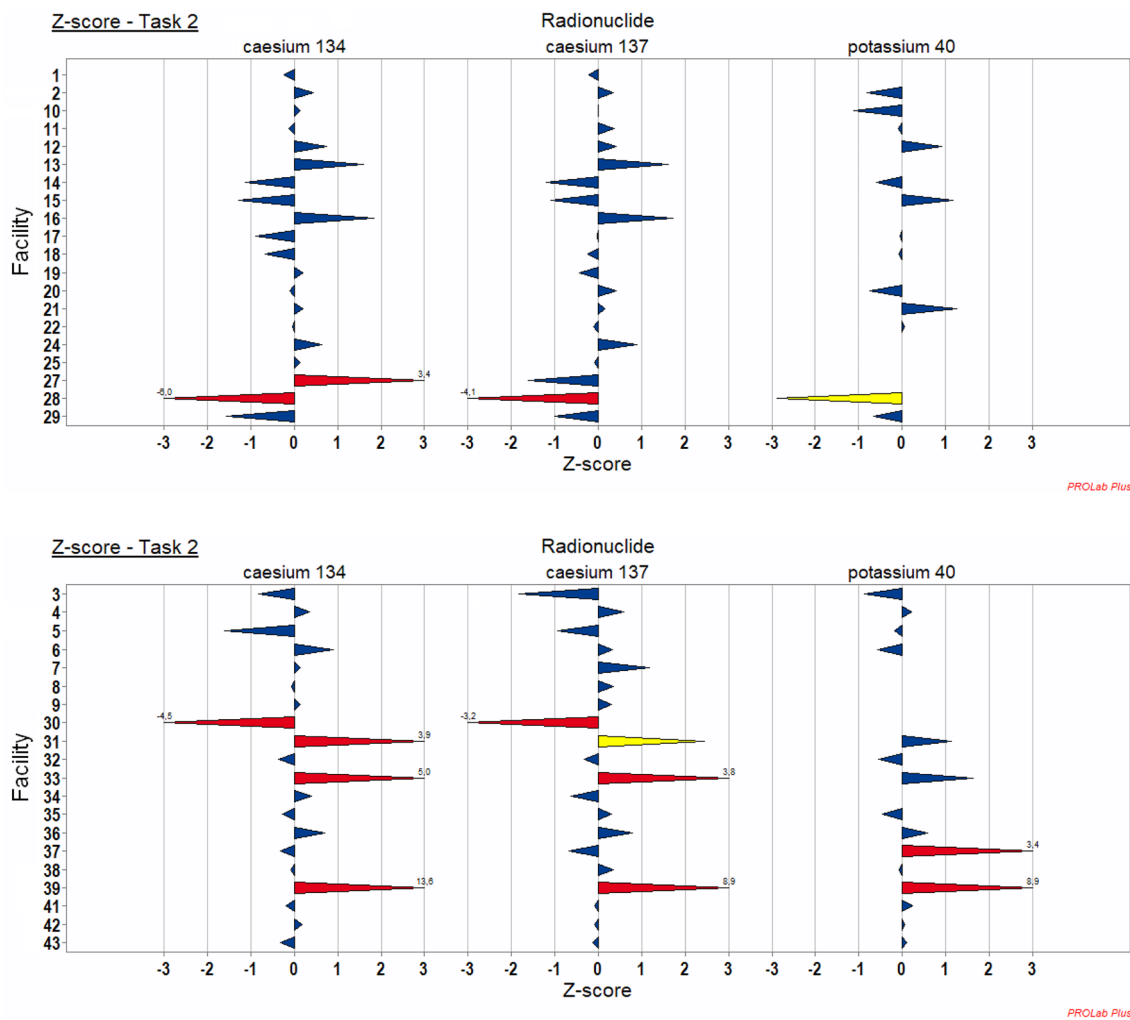 Z-score - Task 2
Radionuclide
caesium 134 caesium 137 potassium 40
Facility
1
2
10
11
12
13
14
15
16
17
18
19
20
21
22
24
25
27 3,4
28 -6,0 -4,1
29
-3 -2 -1 0 1 2 3 -3 -2 -1 0 1 2 3 -3 -2 -1 0 1 2 3
Z-score
PROLab Plus
Z-score - Task 2
Radionuclide
caesium 134 caesium 137 potassium 40
Facility
3
4
5
6
7
8
9
30 -4,5 -3,2
31 3,9
32
33 5,0 3,8
34
35
36
37 3,4
38
39 13,6 8,9 8,9
41
42
43
-3 -2 -1 0 1 2 3 -3 -2 -1 0 1 2 3 -3 -2 -1 0 1 2 3
Z-score
PROLab Plus